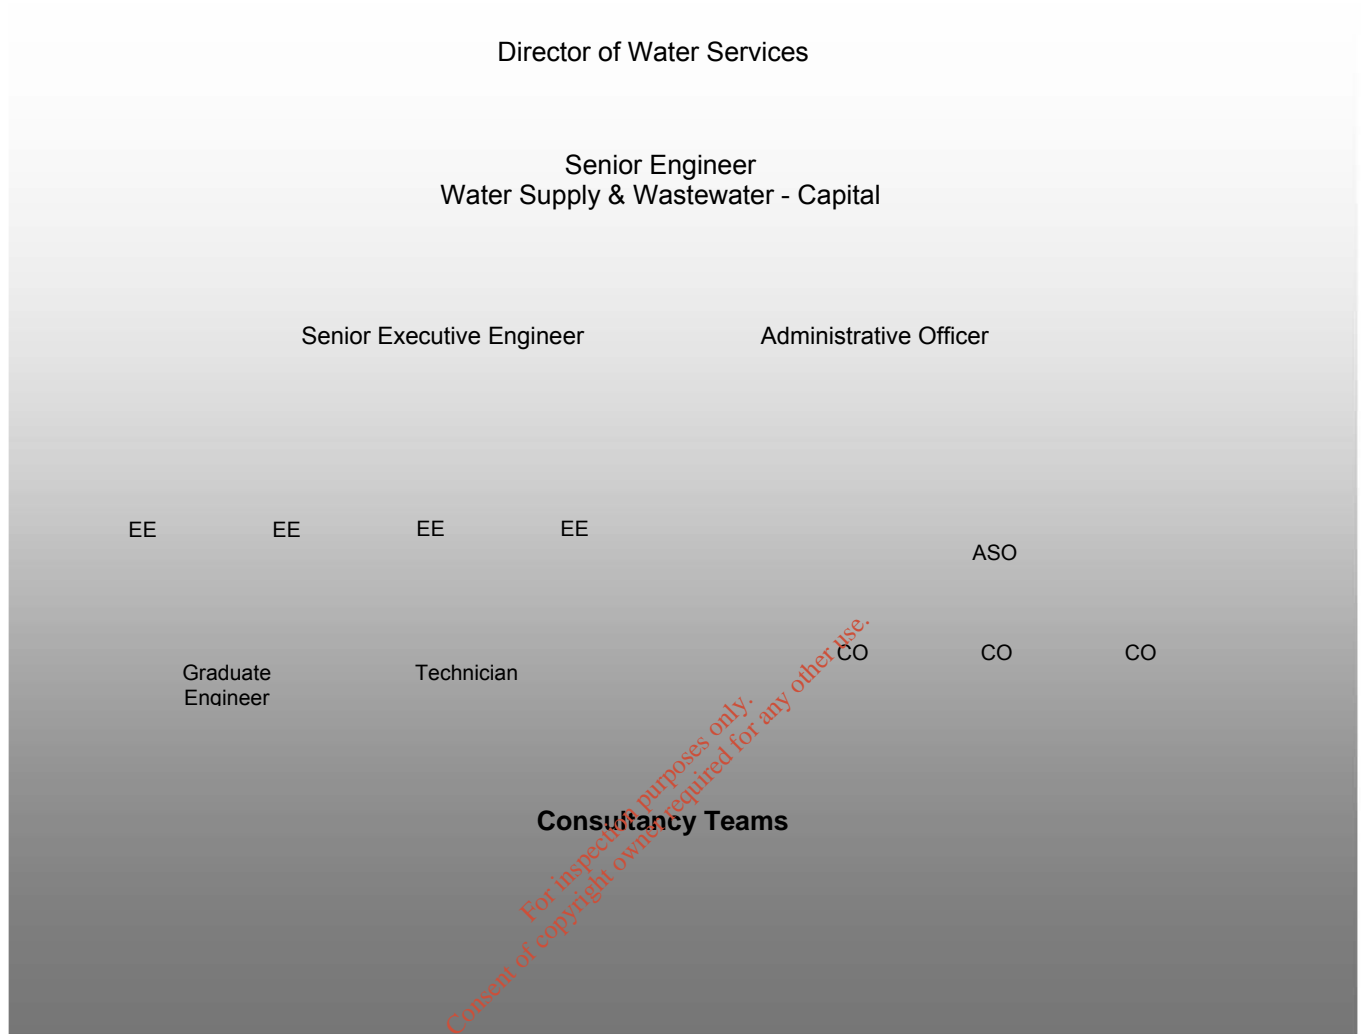 Director of Water Services
Senior Engineer
Water Supply & Wastewater - Capital
Senior Executive Engineer
Administrative Officer
EE EE EE EE
ASO
CO CO CO
Graduate
Engineer
Technician
Consultancy Teams
For inspection purposes only.
Consent of copyright owner required for any other use.